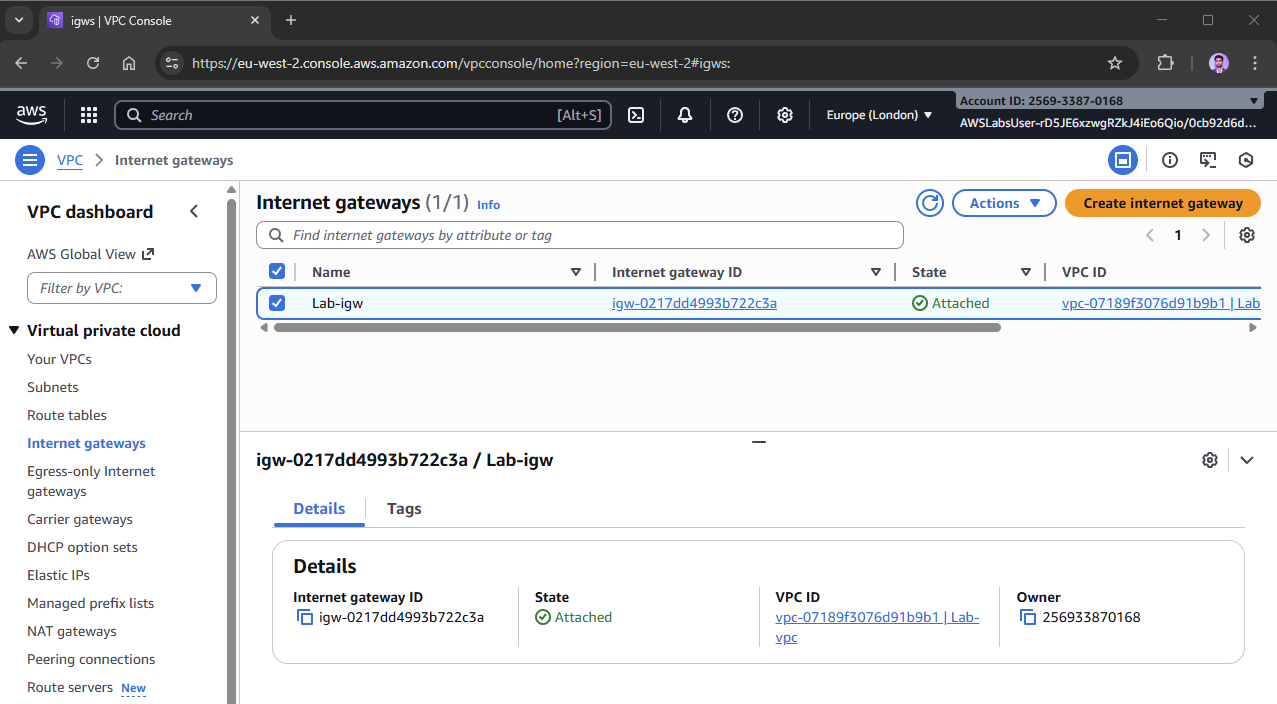 igws | VPC Console
https://eu-west-2.console.aws.amazon.com/vpcconsole/home?region=eu-west-2#igws:
aws
Search
[Alt+S]
Europe (London)
Account ID: 2569-3387-0168
AWSLabsUser-rD5JE6xzwgRZkJ4iEo6Qio/0cb92d6d...
VPC
Internet gateways
VPC dashboard
AWS Global View
Filter by VPC:
Virtual private cloud
Your VPCs
Subnets
Route tables
Internet gateways
Egress-only Internet
gateways
Carrier gateways
DHCP option sets
Elastic IPs
Managed prefix lists
NAT gateways
Peering connections
Route servers New
Internet gateways (1/1) Info
Actions
Create internet gateway
Find internet gateways by attribute or tag
1
Name Internet gateway ID State VPC ID
Lab-igw igw-0217dd4993b722c3a Attached vpc-07189f3076d91b9b1 | Lab
igw-0217dd4993b722c3a / Lab-igw
Details Tags
Details
Internet gateway ID
igw-0217dd4993b722c3a
State
Attached
VPC ID
vpc-07189f3076d91b9b1 | Lab-
vpc
Owner
256933870168